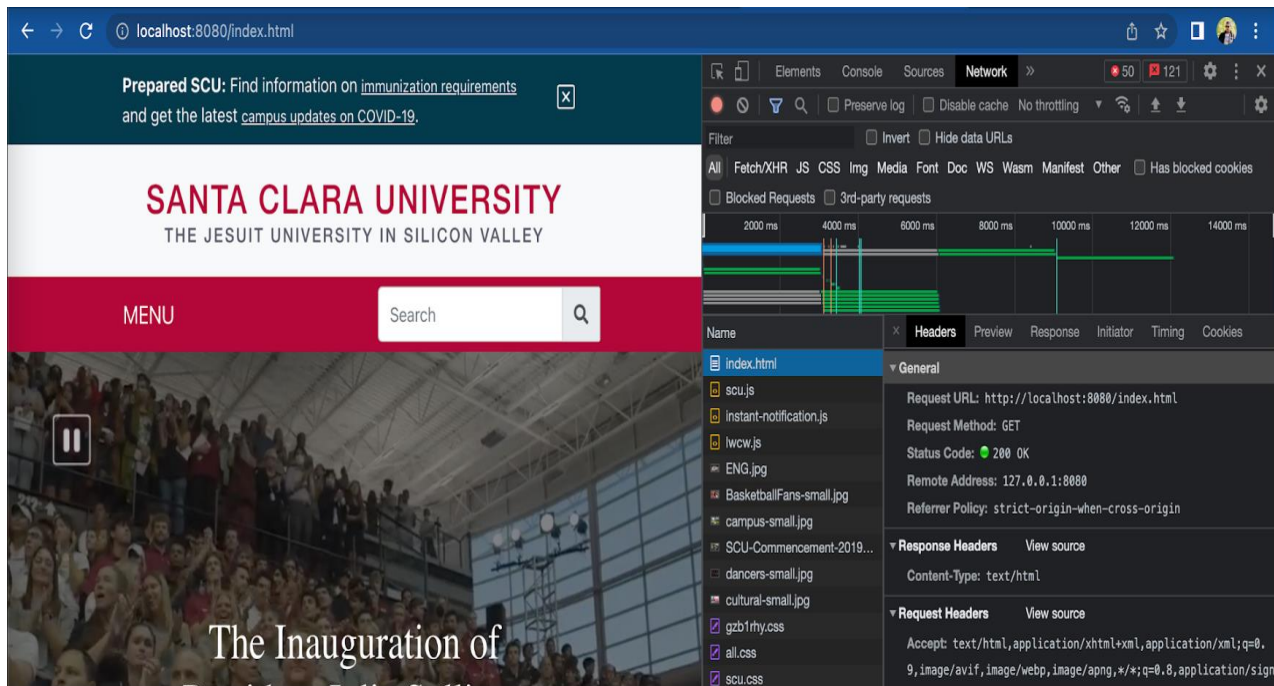 localhost:8080/index.html
Prepared SCU: Find information on immunization requirements
and get the latest campus updates on COVID-19.
SANTA CLARA UNIVERSITY
THE JESUIT UNIVERSITY IN SILICON VALLEY
MENU
Search
The Inauguration of
Elements Console Sources Network » 50 121
Preserve log Disable cache No throttling
Filter Invert Hide data URLs
All Fetch/XHR JS CSS Img Media Font Doc WS Wasm Manifest Other Has blocked cookies
Blocked Requests 3rd-party requests
2000 ms 4000 ms 6000 ms 8000 ms 10000 ms 12000 ms 14000 ms
Name
index.html
scu.js
instant-notification.js
lwcw.js
ENG.jpg
BasketballFans-small.jpg
campus-small.jpg
SCU-Commencement-2019...
dancers-small.jpg
cultural-small.jpg
gzb1rhy.css
all.css
scu.css
× Headers Preview Response Initiator Timing Cookies
General
Request URL: http://localhost:8080/index.html
Request Method: GET
Status Code: 200 OK
Remote Address: 127.0.0.1:8080
Referrer Policy: strict-origin-when-cross-origin
Response Headers View source
Content-Type: text/html
Request Headers View source
Accept: text/html,application/xhtml+xml,application/xml;q=0.
9,image/avif,image/webp,image/apng,*/*;q=0.8,application/sign